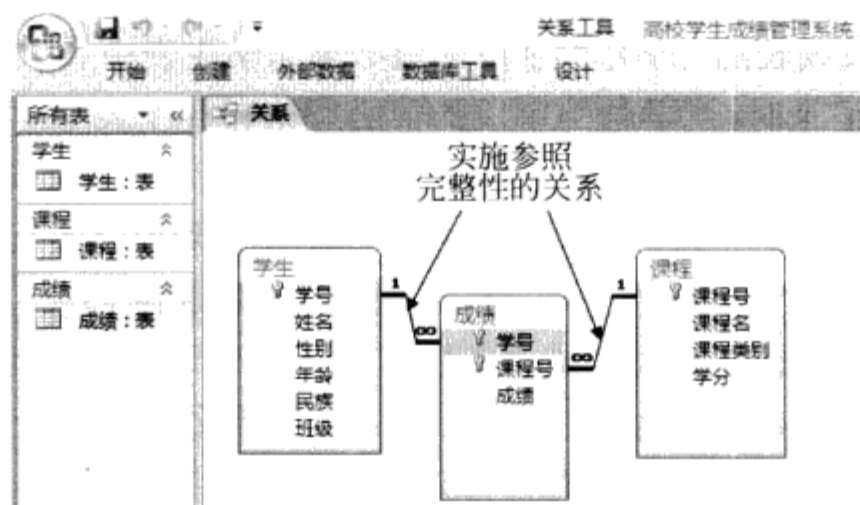 关系工具 高校学生成绩管理系统
开始 创建 外部数据 数据库工具 设计
所有表
关系
学生
学生：表
课程
课程：表
成绩
成绩：表
实施参照
完整性的关系
学生
学号
姓名
性别
年龄
民族
班级
1
∞
成绩
学号
课程号
成绩
∞
1
课程
课程号
课程名
课程类别
学分